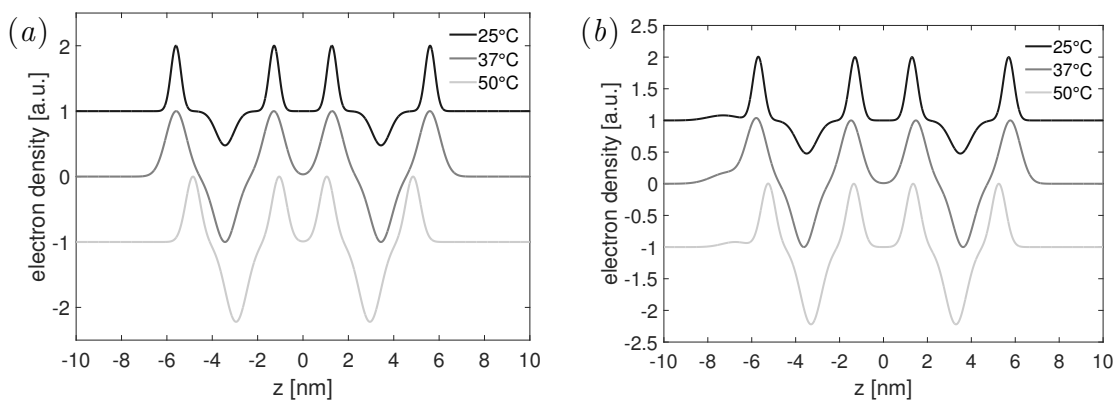 (a)
25°C
37°C
50°C
2
1
0
-1
-2
electron density [a.u.]
-10 -8 -6 -4 -2 0 2 4 6 8 10
z [nm]
(b)
25°C
37°C
50°C
2.5
2
1.5
1
0.5
0
-0.5
-1
-1.5
-2
-2.5
electron density [a.u.]
-10 -8 -6 -4 -2 0 2 4 6 8 10
z [nm]